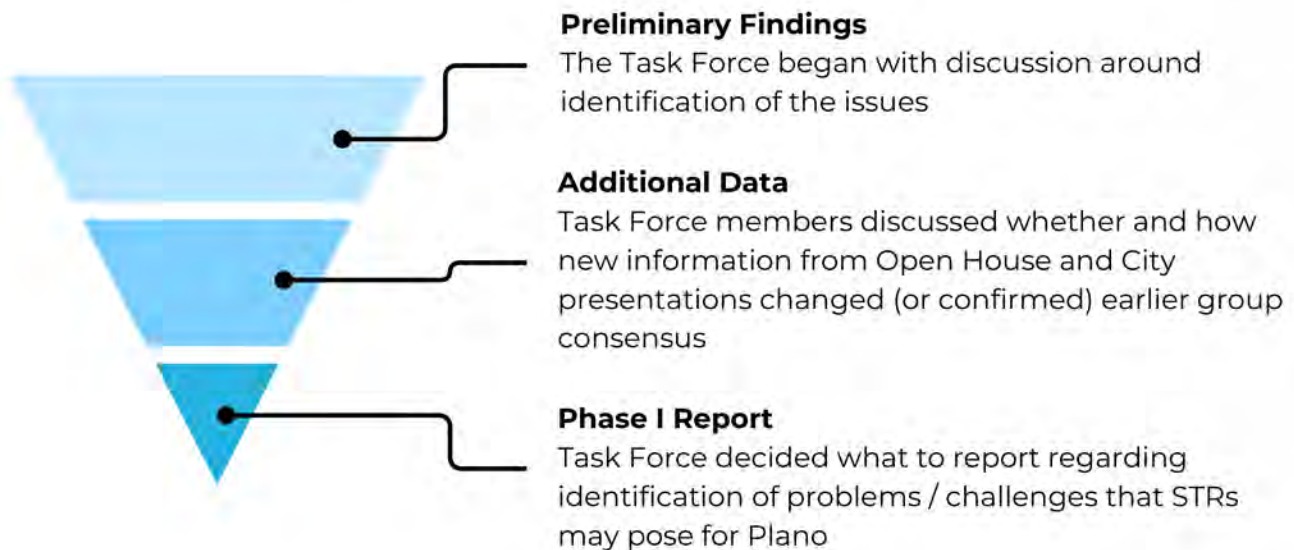 Preliminary Findings
The Task Force began with discussion around
identification of the issues
Additional Data
Task Force members discussed whether and how
new information from Open House and City
presentations changed (or confirmed) earlier group
consensus
Phase I Report
Task Force decided what to report regarding
identification of problems / challenges that STRs
may pose for Plano